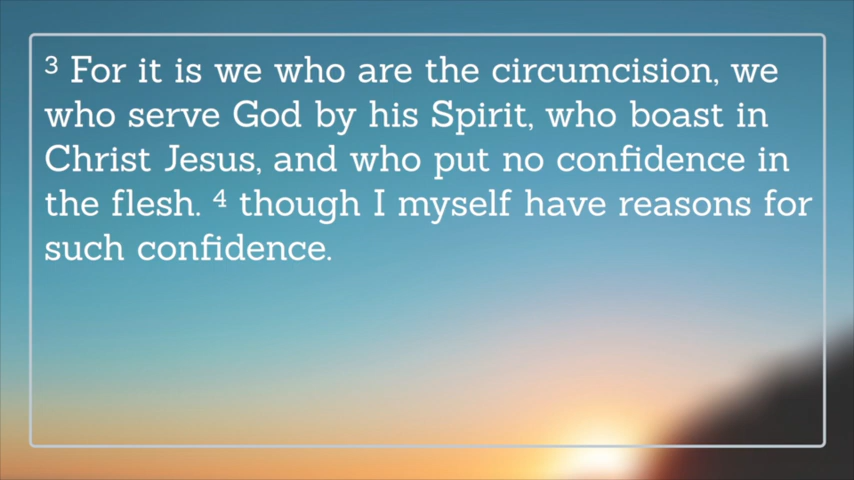 ³ For it is we who are the circumcision, we
who serve God by his Spirit, who boast in
Christ Jesus, and who put no confidence in
the flesh. ⁴ though I myself have reasons for
such confidence.